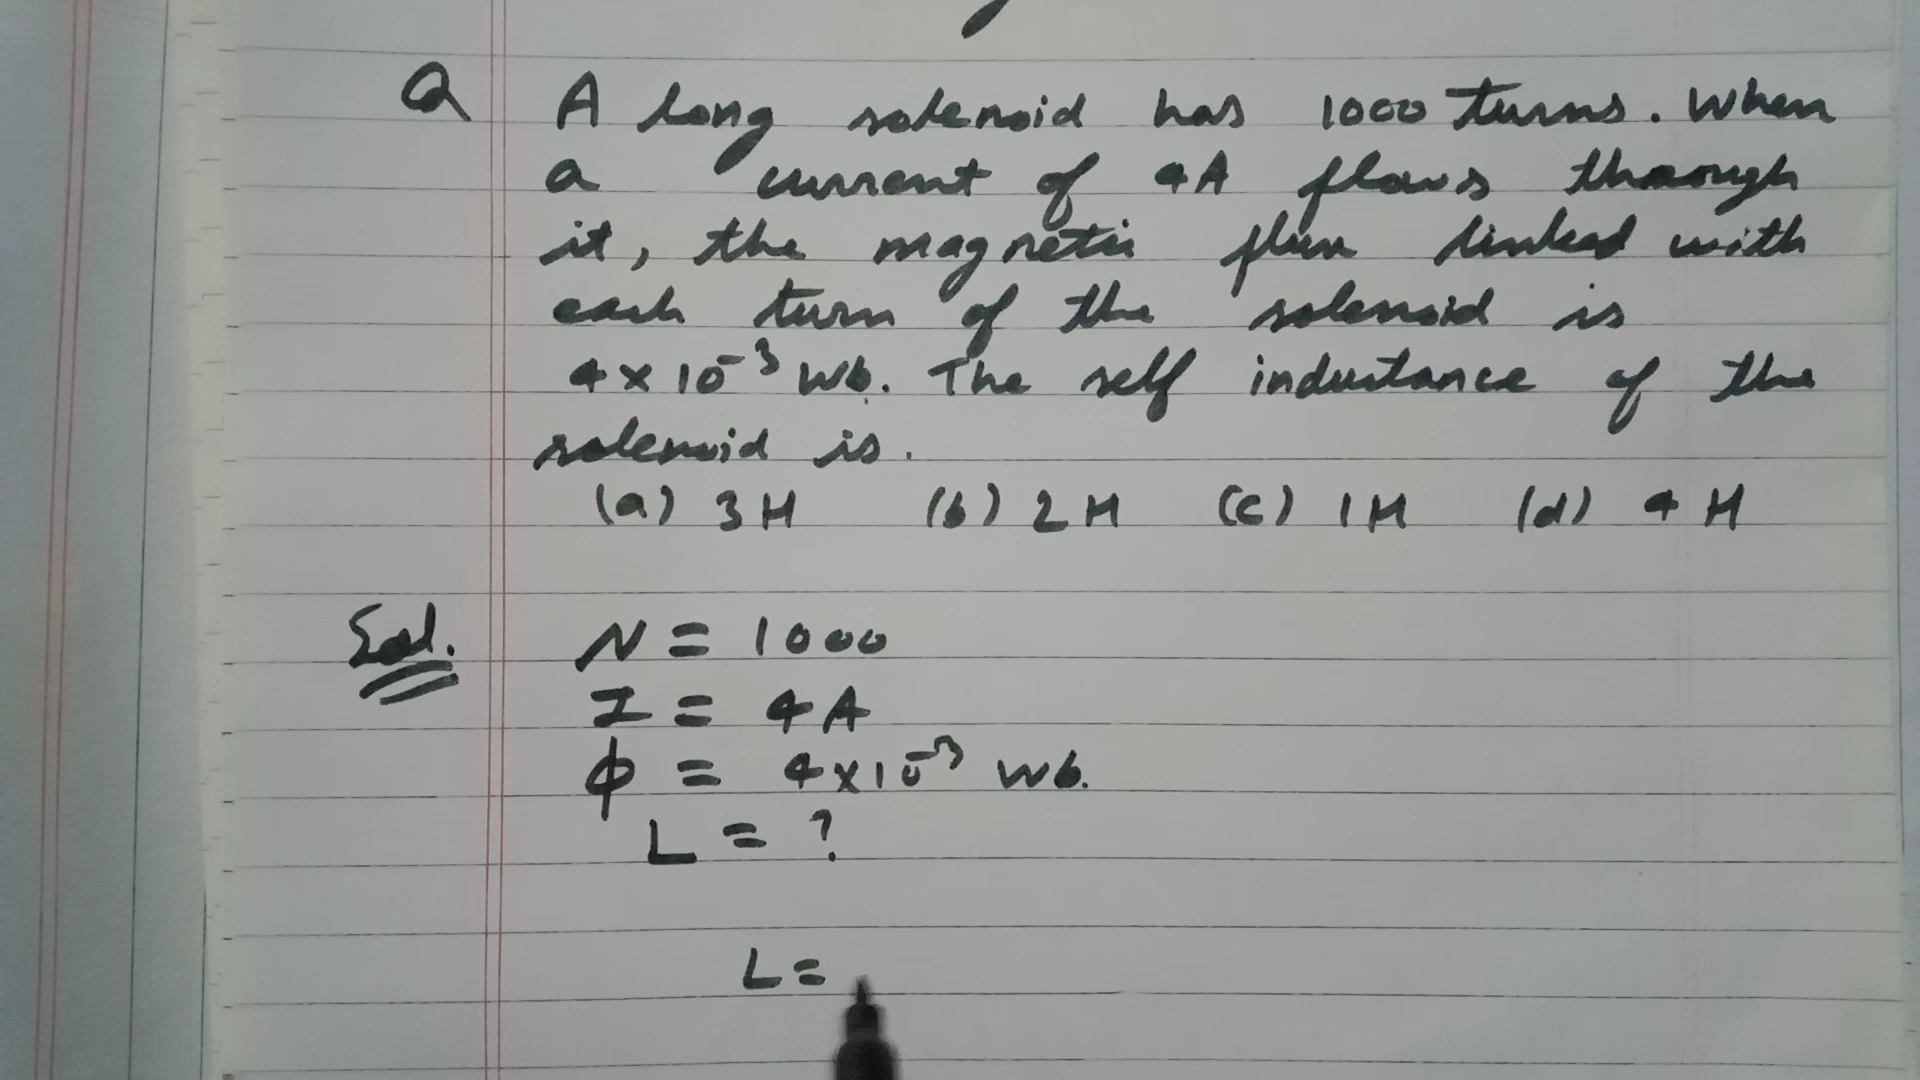 Q A long solenoid has 1000 turns. When
a current of 4A flows through
it, the magnetic flux linked with
each turn of the solenoid is
4×10⁻³ Wb. The self inductance of the
solenoid is.
(a) 3H (b) 2H (c) 1H (d) 4 H
Sol. N = 1000
I = 4A
ϕ = 4×10⁻³ Wb.
L = ?
L =